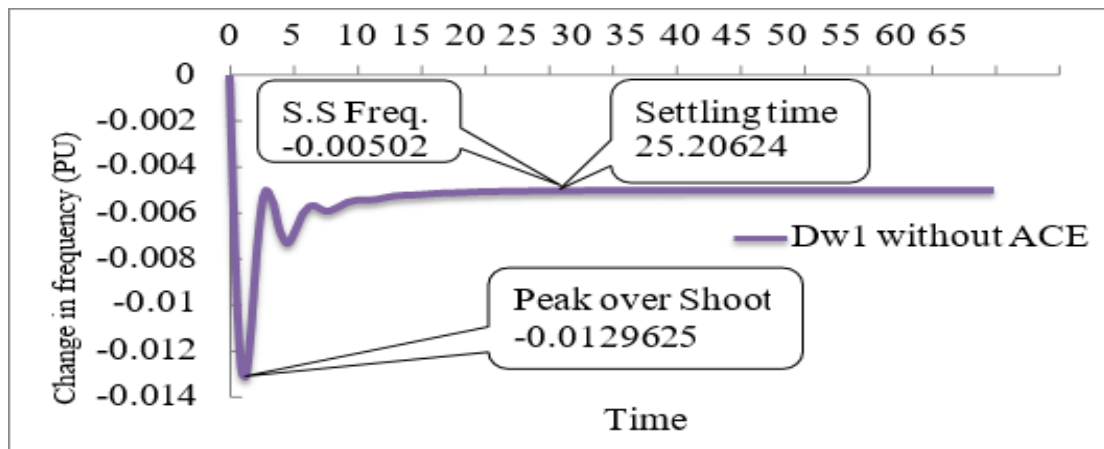 0 5 10 15 20 25 30 40 45 50 55 60 65
0
-0.002
-0.004
-0.006
-0.008
-0.01
-0.012
-0.014
Change in frequency (PU)
S.S Freq.
-0.00502
Settling time
25.20624
Dw1 without ACE
Peak over Shoot
-0.0129625
Time